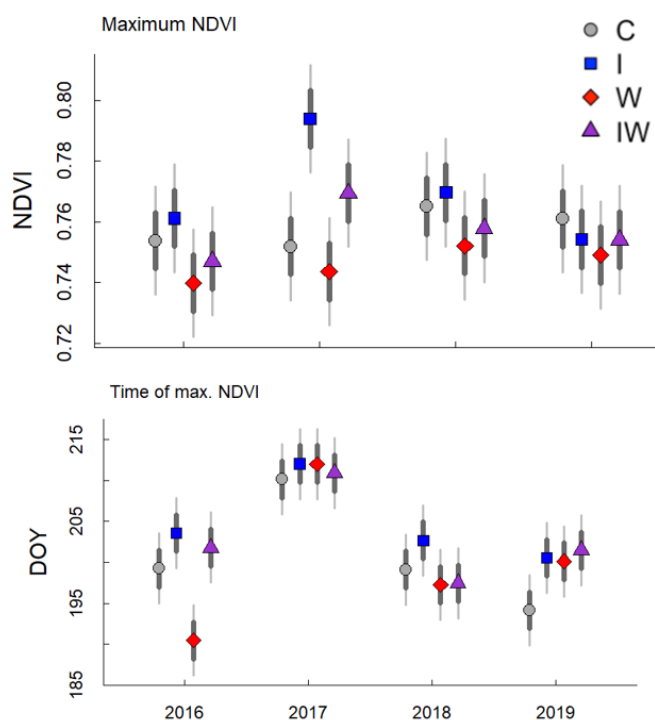 Maximum NDVI
C
I
W
IW
NDVI
0.80
0.78
0.76
0.74
0.72
Time of max. NDVI
DOY
215
205
195
185
2016 2017 2018 2019